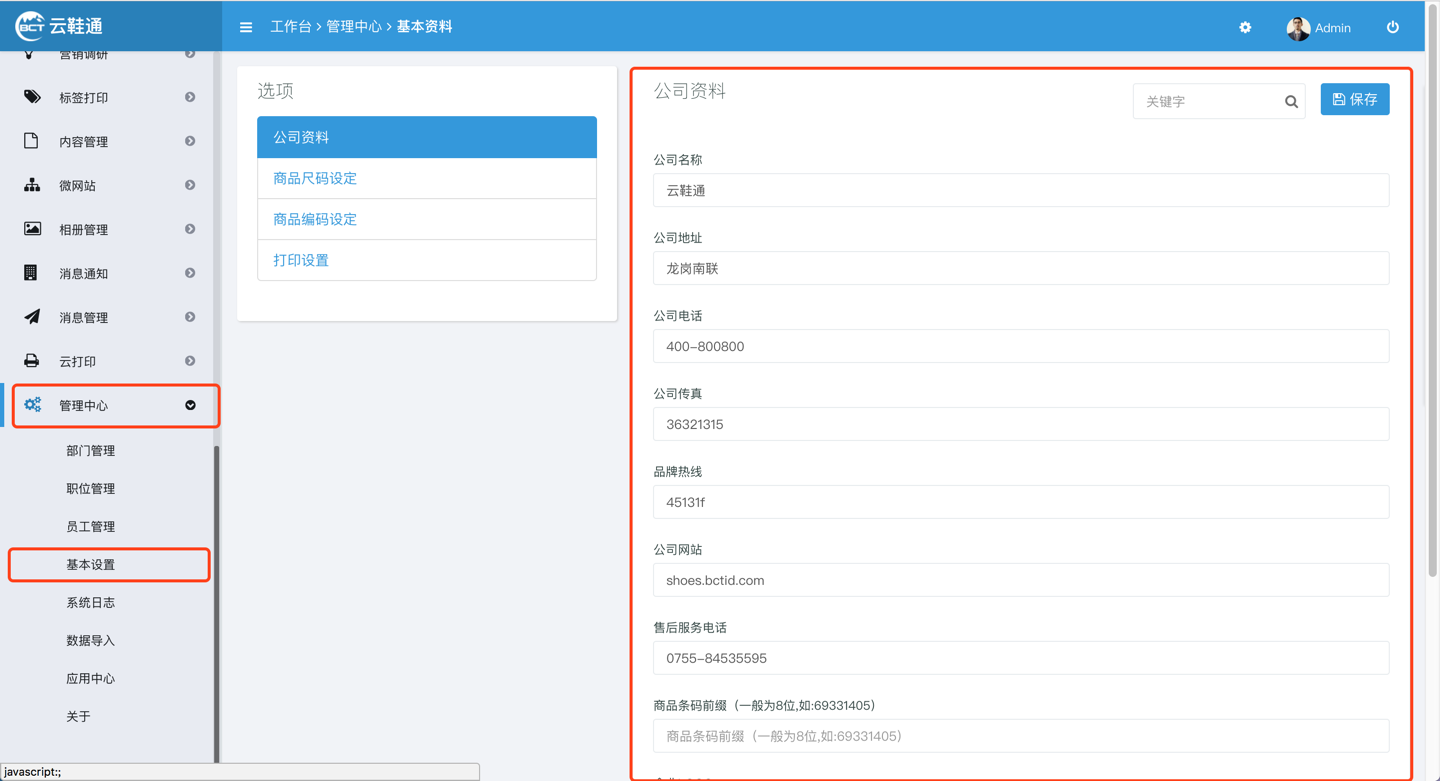 BCT 云鞋通
工作台 › 管理中心 › 基本资料
Admin
营销调研
标签打印
内容管理
微网站
相册管理
消息通知
消息管理
云打印
管理中心
部门管理
职位管理
员工管理
基本设置
系统日志
数据导入
应用中心
关于
选项
公司资料
商品尺码设定
商品编码设定
打印设置
公司资料
关键字
保存
公司名称
云鞋通
公司地址
龙岗南联
公司电话
400-800800
公司传真
36321315
品牌热线
45131f
公司网站
shoes.bctid.com
售后服务电话
0755-84535595
商品条码前缀（一般为8位,如:69331405）
商品条码前缀（一般为8位,如:69331405）
javascript:;